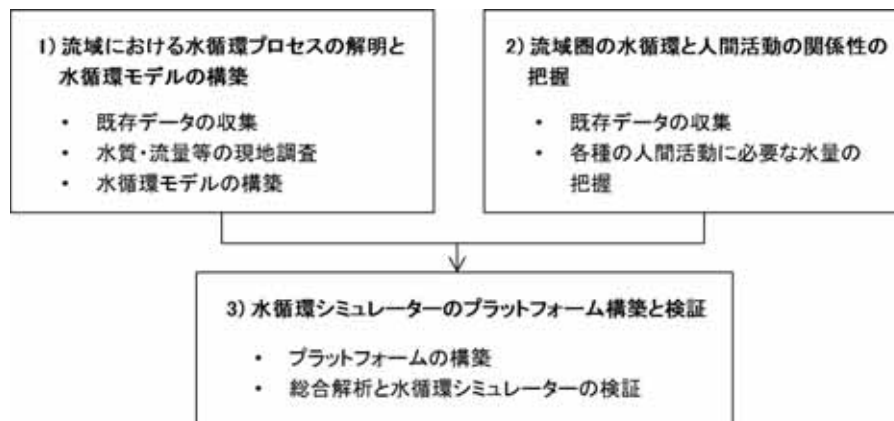 1) 流域における水循環プロセスの解明と
水循環モデルの構築
・ 既存データの収集
・ 水質・流量等の現地調査
・ 水循環モデルの構築
2) 流域圏の水循環と人間活動の関係性の
把握
・ 既存データの収集
・ 各種の人間活動に必要な水量の
把握
3) 水循環シミュレーターのプラットフォーム構築と検証
・ プラットフォームの構築
・ 総合解析と水循環シミュレーターの検証